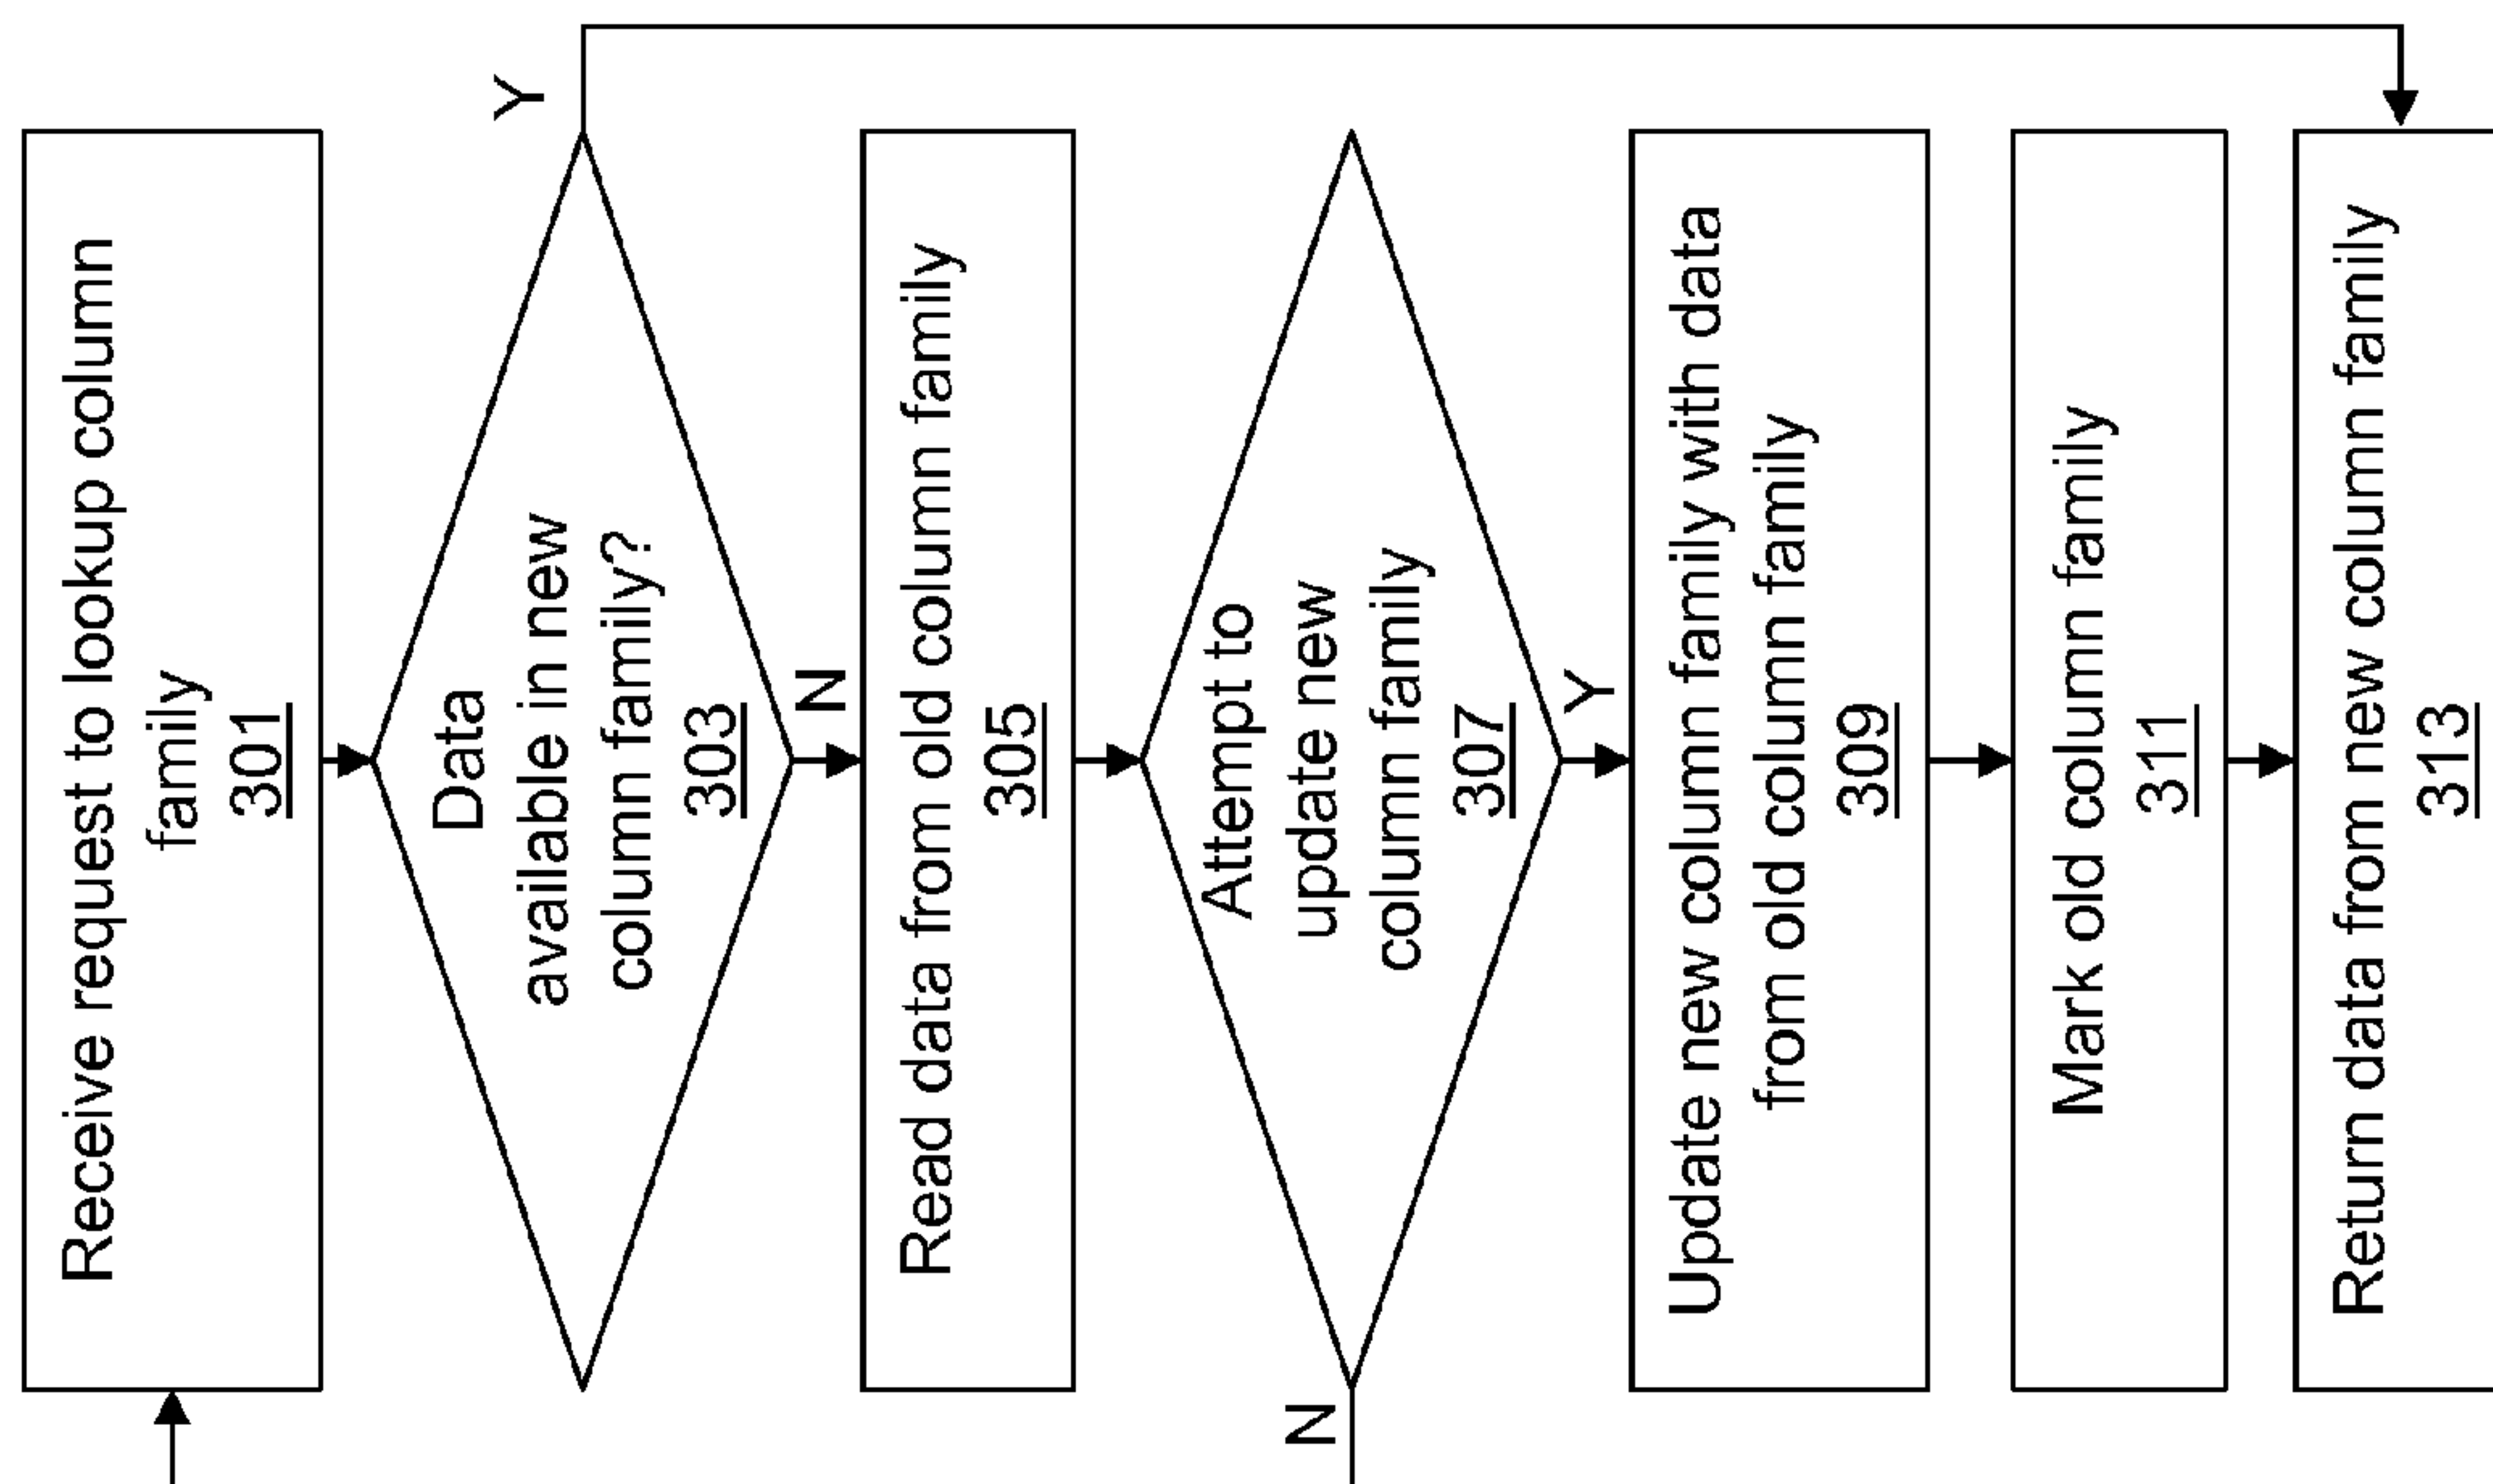 Receive request to lookup column
family
301
Y
Data
available in new
column family?
303
N
Read data from old column family
305
Attempt to
update new
column family
307
N
Y
Update new column family with data
from old column family
309
Mark old column family
311
Return data from new column family
313